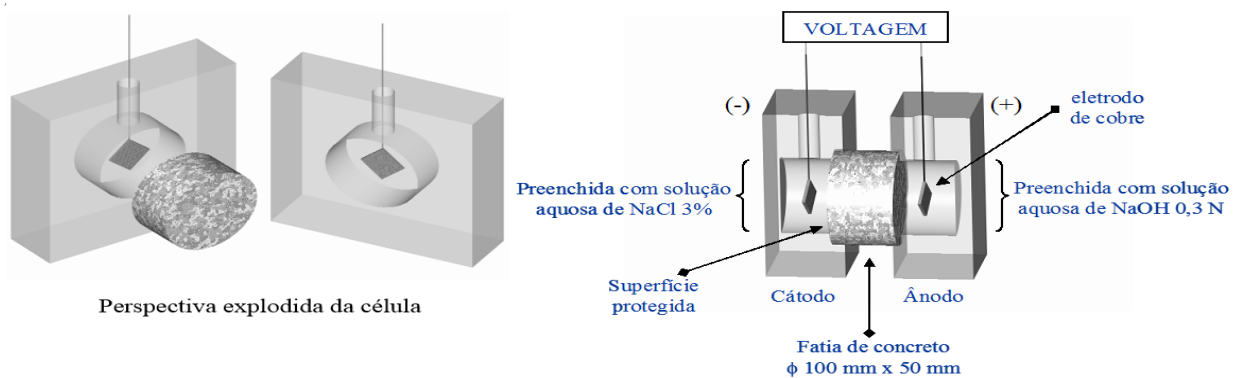 Perspectiva explodida da célula
VOLTAGEM
(-)
(+)
eletrodo
de cobre
Preenchida com solução
aquosa de NaCl 3%
Preenchida com solução
aquosa de NaOH 0,3 N
Superfície
protegida
Cátodo
Ânodo
Fatia de concreto
ϕ 100 mm x 50 mm